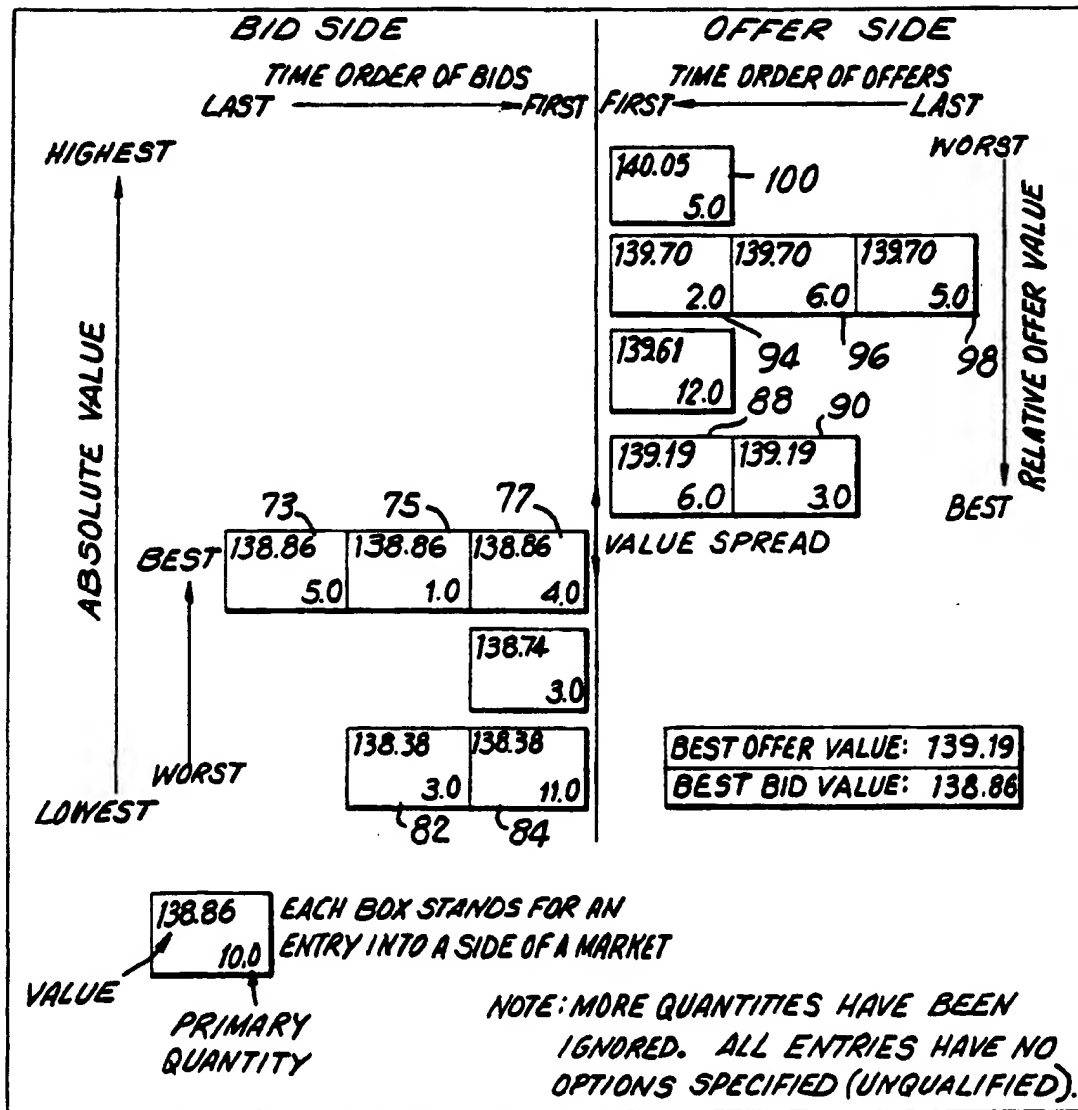 BID SIDE
OFFER SIDE
TIME ORDER OF BIDS
LAST FIRST
TIME ORDER OF OFFERS
FIRST LAST
HIGHEST
ABSOLUTE VALUE
LOWEST
WORST
RELATIVE OFFER VALUE
BEST
140.05
5.0
100
139.70 139.70 139.70
2.0 6.0 5.0
94 96 98
139.61
12.0
88 90
139.19 139.19
6.0 3.0
VALUE SPREAD
73 75 77
BEST
138.86 138.86 138.86
5.0 1.0 4.0
138.74
3.0
WORST
138.38 138.38
3.0 11.0
82 84
BEST OFFER VALUE: 139.19
BEST BID VALUE: 138.86
138.86
10.0
VALUE
PRIMARY
QUANTITY
EACH BOX STANDS FOR AN
ENTRY INTO A SIDE OF A MARKET
NOTE: MORE QUANTITIES HAVE BEEN
IGNORED. ALL ENTRIES HAVE NO
OPTIONS SPECIFIED (UNQUALIFIED).